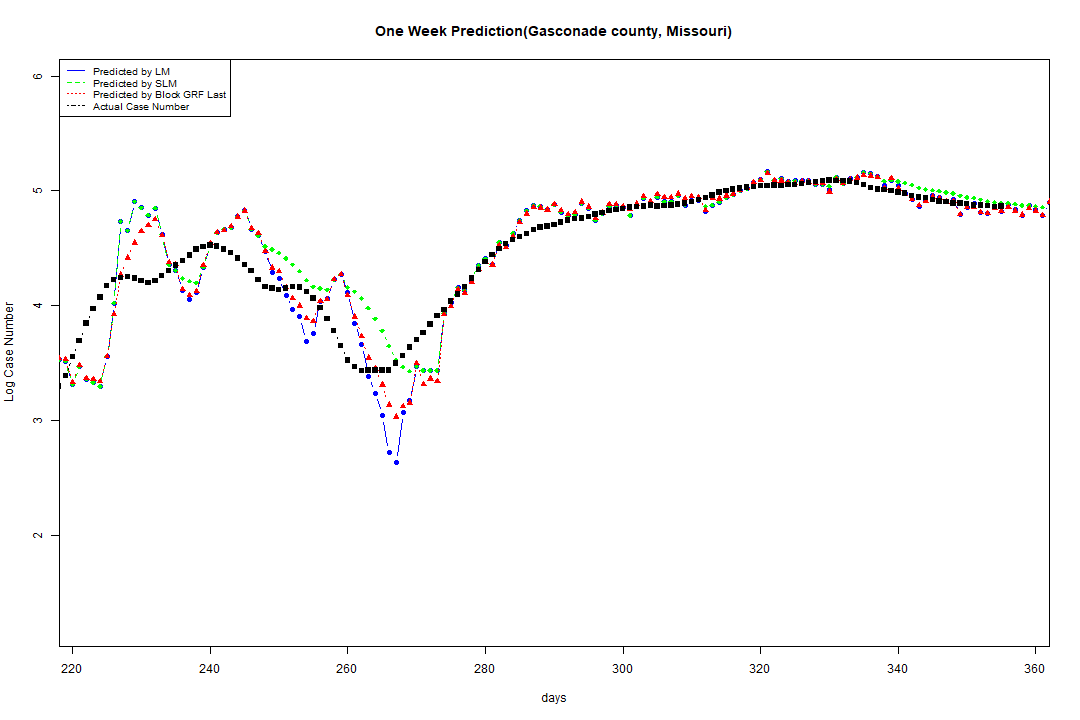 One Week Prediction(Gasconade county, Missouri)
Predicted by LM
Predicted by SLM
Predicted by Block GRF Last
Actual Case Number
6
5
4
3
2
Log Case Number
220 240 260 280 300 320 340 360
days